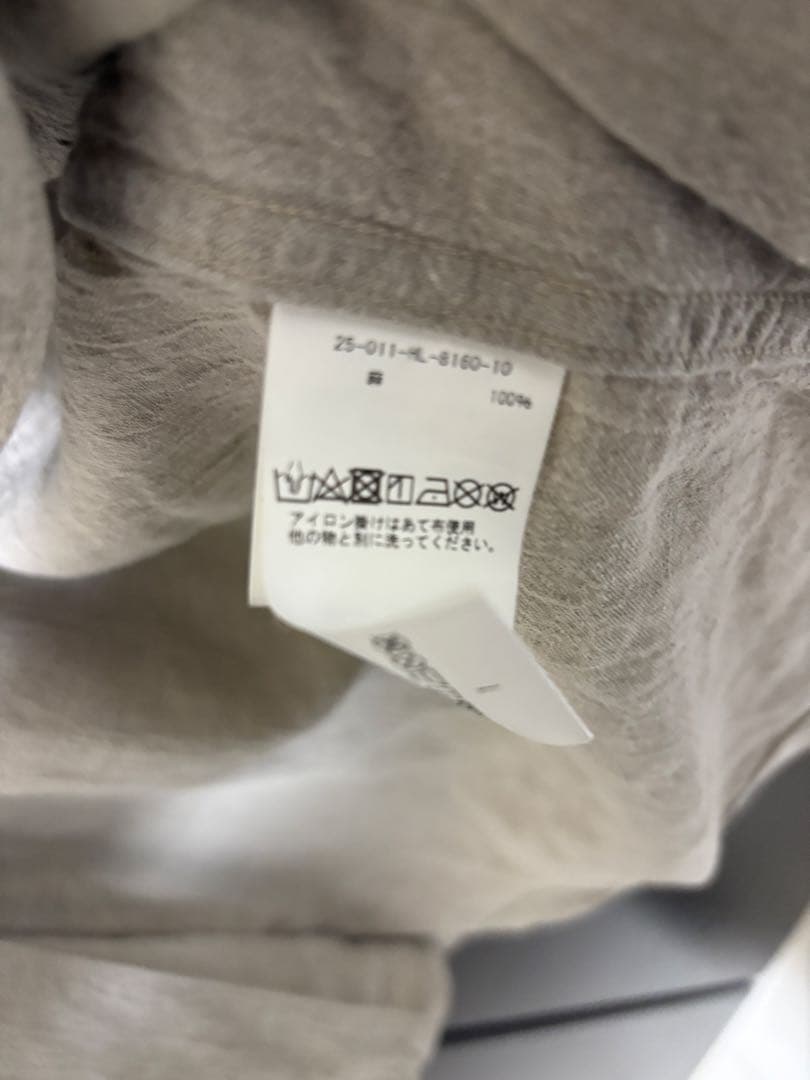 25-011-HL-8160-10
麻 100%
アイロン掛けはあて布使用
他の物と別に洗ってください。